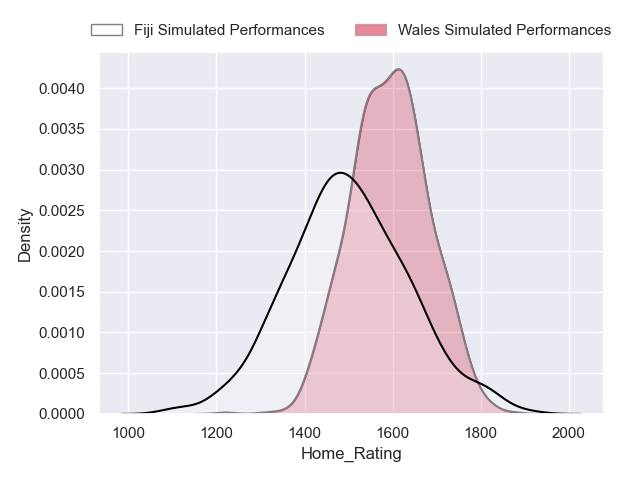 Fiji Simulated Performances
Wales Simulated Performances
0.0040
0.0035
0.0030
0.0025
0.0020
0.0015
0.0010
0.0005
0.0000
Density
1000 1200 1400 1600 1800 2000
Home_Rating